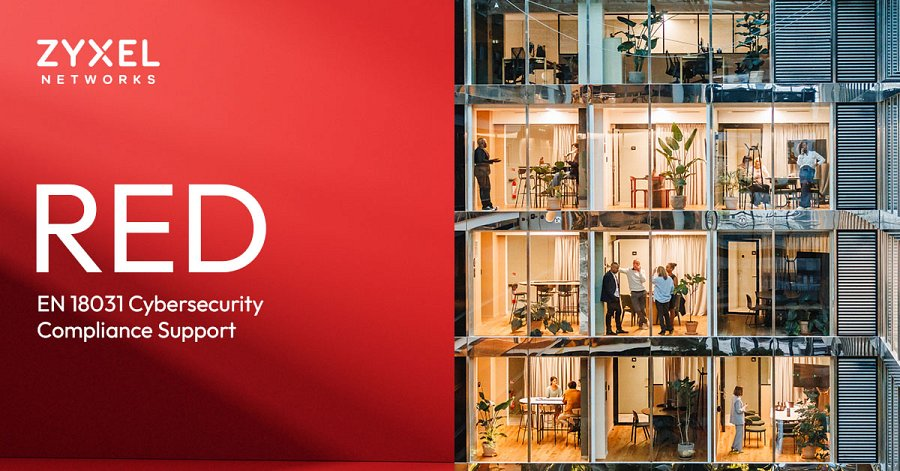 ZYXEL
NETWORKS
RED
EN 18031 Cybersecurity
Compliance Support